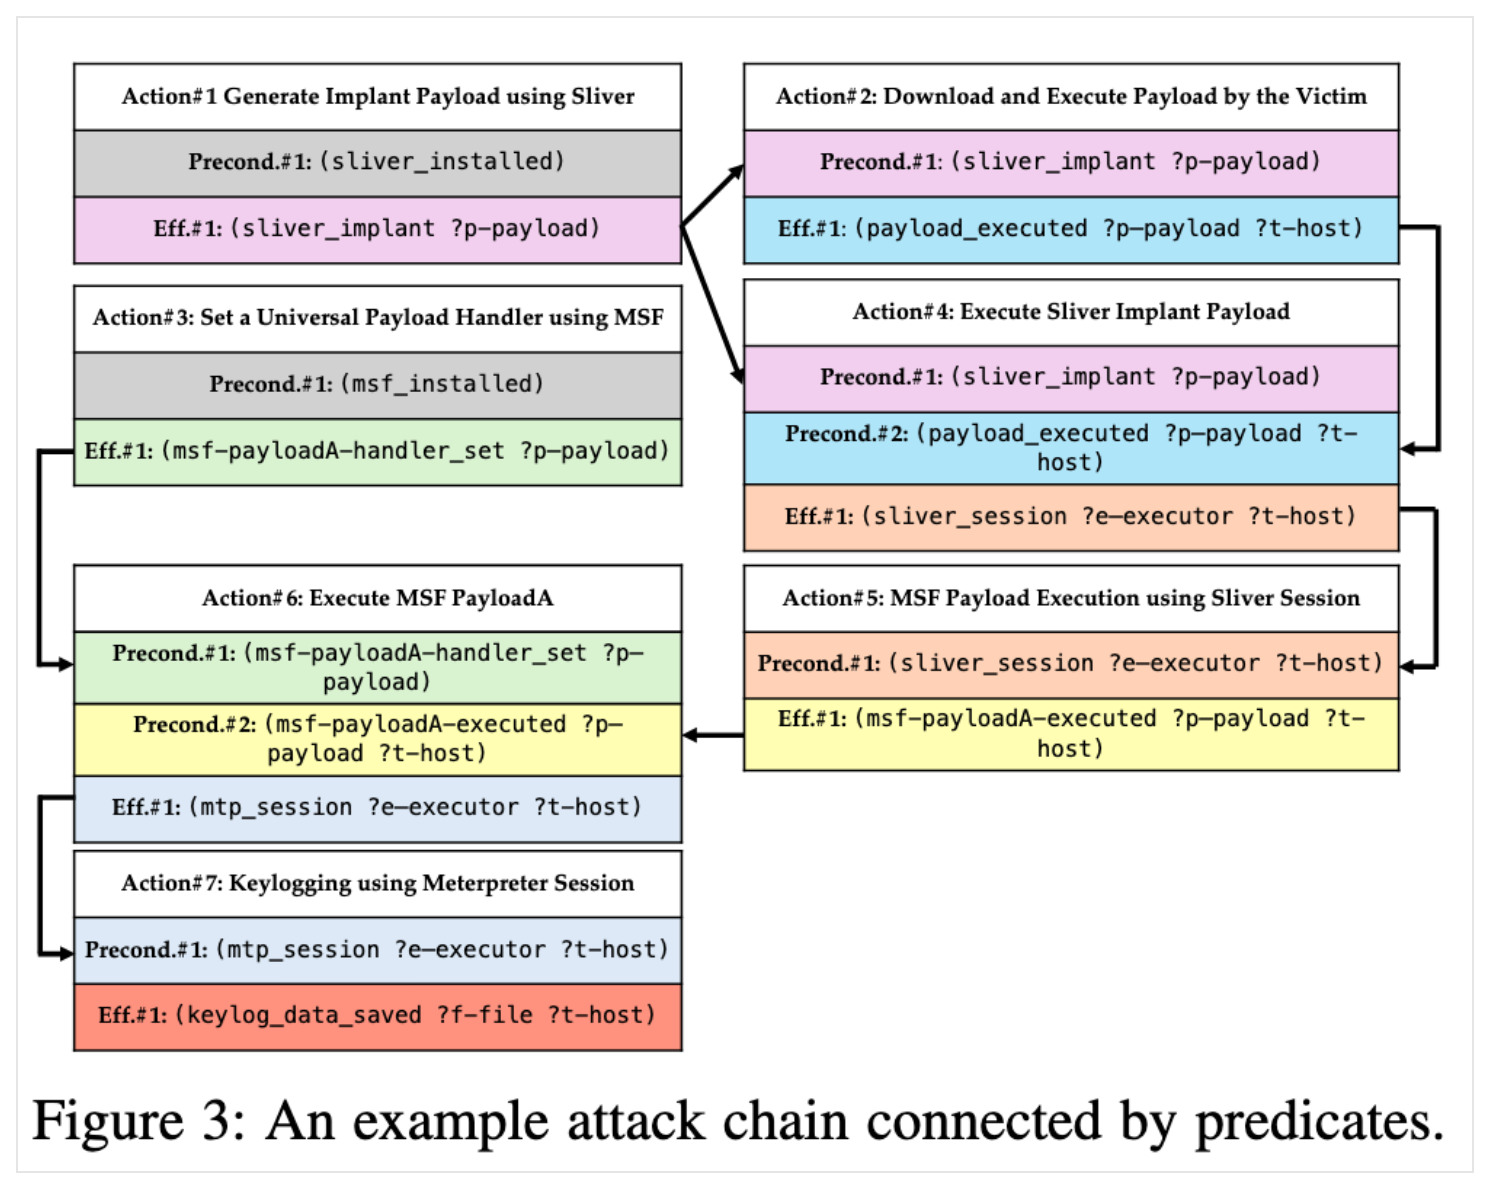 Action#1 Generate Implant Payload using Sliver
Precond.#1: (sliver_installed)
Eff.#1: (sliver_implant ?p–payload)
Action#2: Download and Execute Payload by the Victim
Precond.#1: (sliver_implant ?p–payload)
Eff.#1: (payload_executed ?p–payload ?t–host)
Action#3: Set a Universal Payload Handler using MSF
Precond.#1: (msf_installed)
Eff.#1: (msf–payloadA–handler_set ?p–payload)
Action#4: Execute Sliver Implant Payload
Precond.#1: (sliver_implant ?p–payload)
Precond.#2: (payload_executed ?p–payload ?t–
host)
Eff.#1: (sliver_session ?e–executor ?t–host)
Action#6: Execute MSF PayloadA
Precond.#1: (msf–payloadA–handler_set ?p–
payload)
Precond.#2: (msf–payloadA–executed ?p–
payload ?t–host)
Eff.#1: (mtp_session ?e–executor ?t–host)
Action#5: MSF Payload Execution using Sliver Session
Precond.#1: (sliver_session ?e–executor ?t–host)
Eff.#1: (msf–payloadA–executed ?p–payload ?t–
host)
Action#7: Keylogging using Meterpreter Session
Precond.#1: (mtp_session ?e–executor ?t–host)
Eff.#1: (keylog_data_saved ?f–file ?t–host)
Figure 3: An example attack chain connected by predicates.